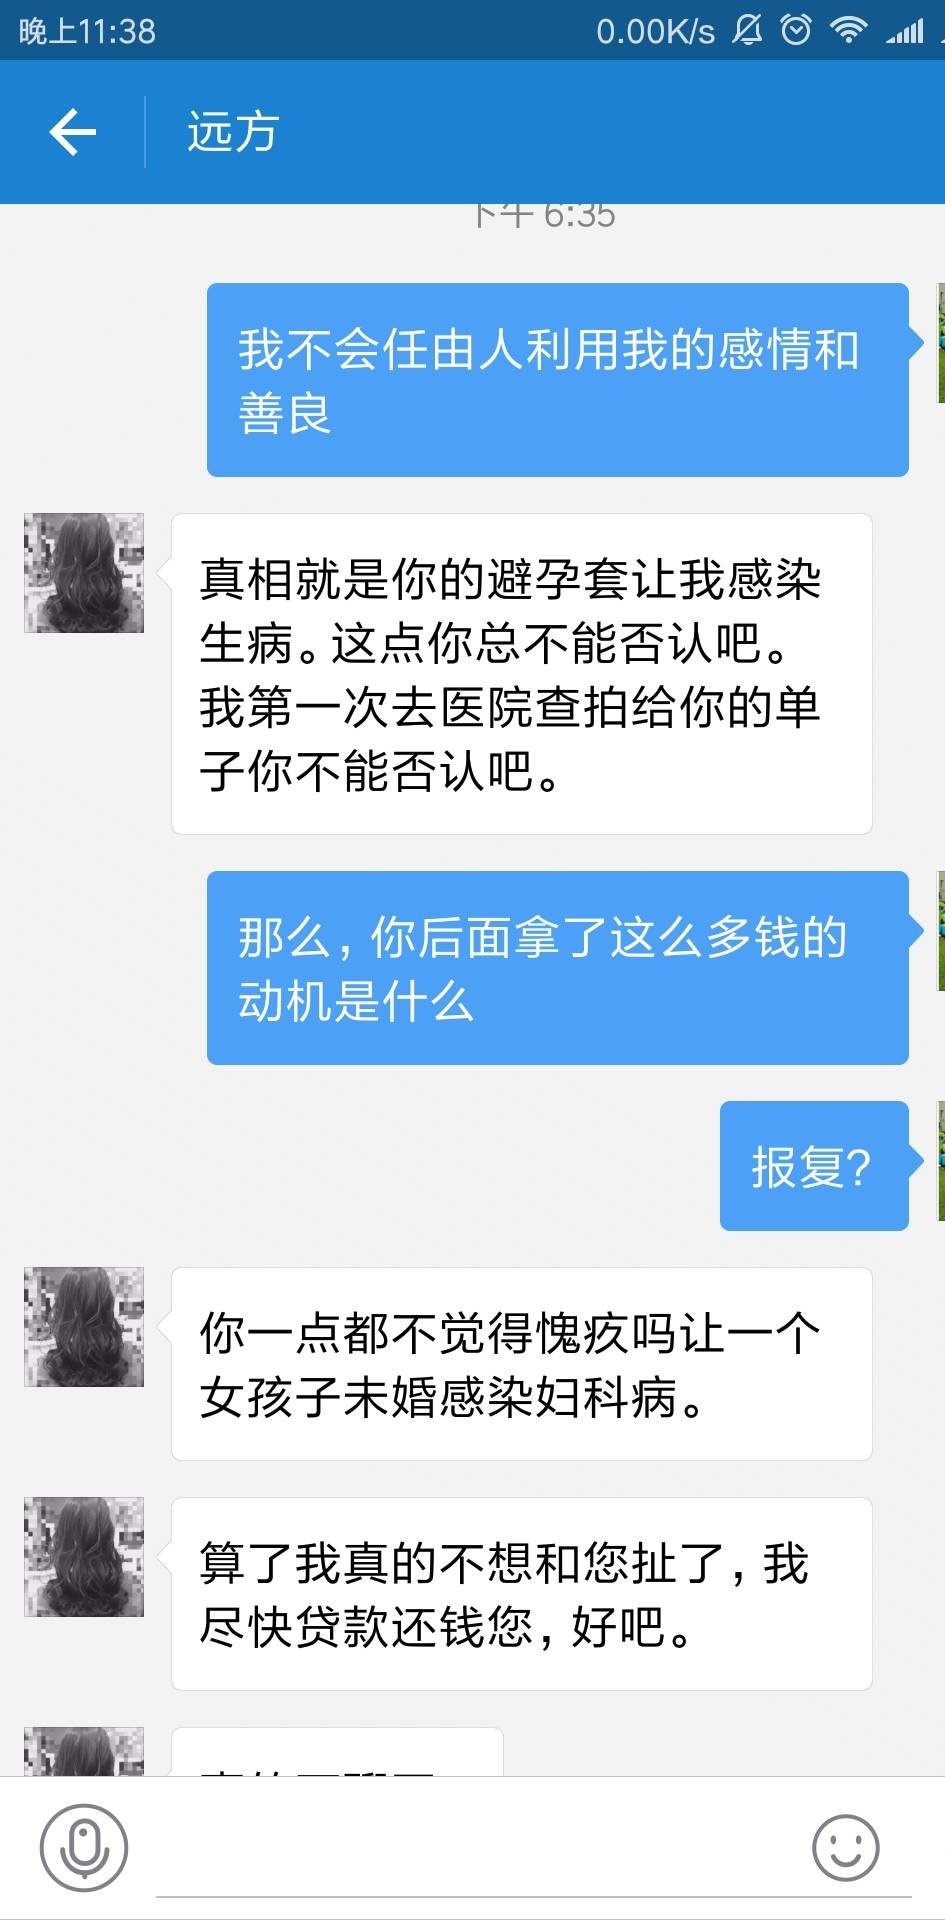 晚上11:38
0.00K/s
远方
下午 6:35
我不会任由人利用我的感情和
善良
真相就是你的避孕套让我感染
生病。这点你总不能否认吧。
我第一次去医院查拍给你的单
子你不能否认吧。
那么,你后面拿了这么多钱的
动机是什么
报复?
你一点都不觉得愧疚吗让一个
女孩子未婚感染妇科病。
算了我真的不想和您扯了,我
尽快贷款还钱您,好吧。